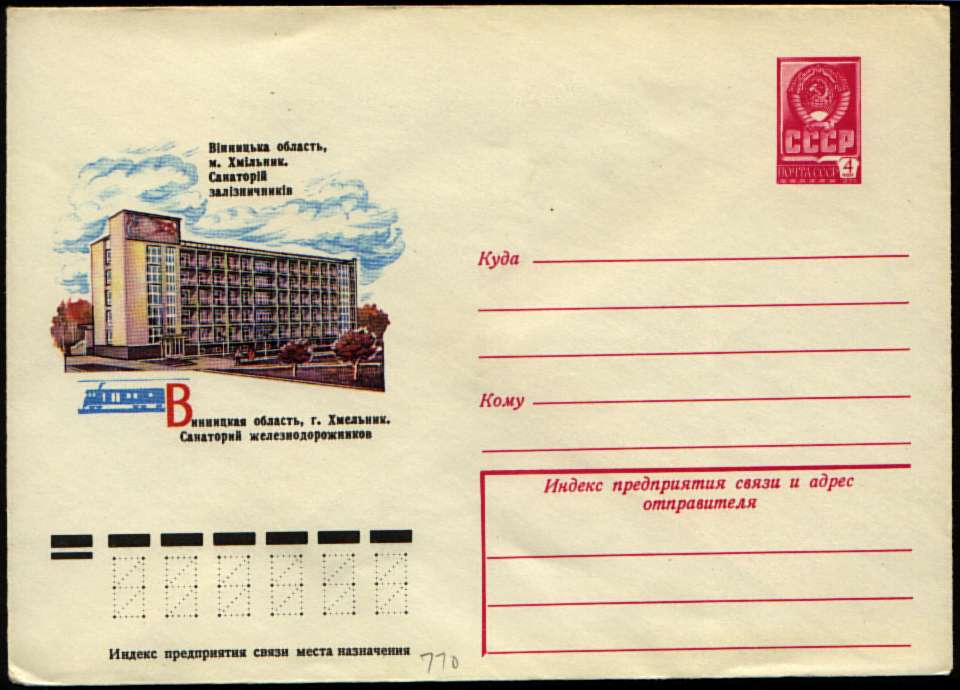 Вінницька область,
м. Хмільник.
Санаторій
залізничників
СССР
ПОЧТА СССР 4
Куда
Винницкая область, г. Хмельник.
Санаторий железнодорожников
Кому
Индекс предприятия связи и адрес
отправителя
Индекс предприятия связи места назначения
770